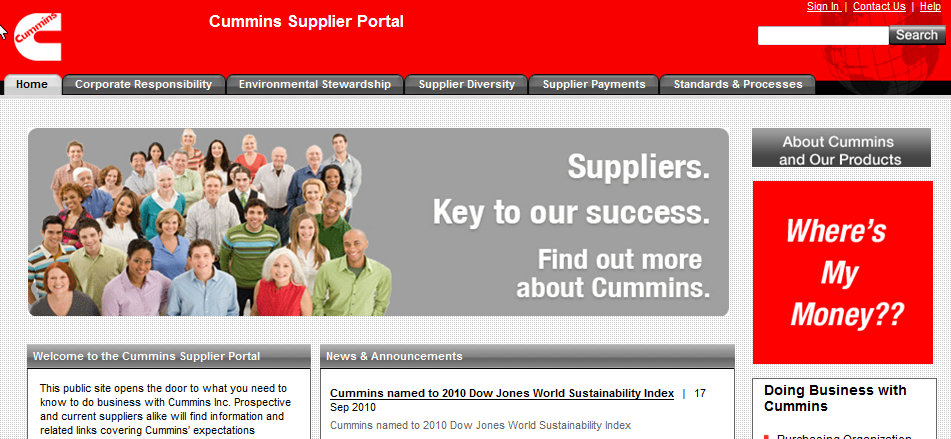 Cummins
Cummins Supplier Portal
Sign In | Contact Us | Help
Search
Home
Corporate Responsibility
Environmental Stewardship
Supplier Diversity
Supplier Payments
Standards & Processes
Suppliers.
Key to our success.
Find out more
about Cummins.
About Cummins
and Our Products
Where's
My
Money??
Welcome to the Cummins Supplier Portal
This public site opens the door to what you need to
know to do business with Cummins Inc. Prospective
and current suppliers alike will find information and
related links covering Cummins' expectations
News & Announcements
Cummins named to 2010 Dow Jones World Sustainability Index | 17
Sep 2010
Cummins named to 2010 Dow Jones World Sustainability Index
Doing Business with
Cummins
Purchasing Organization